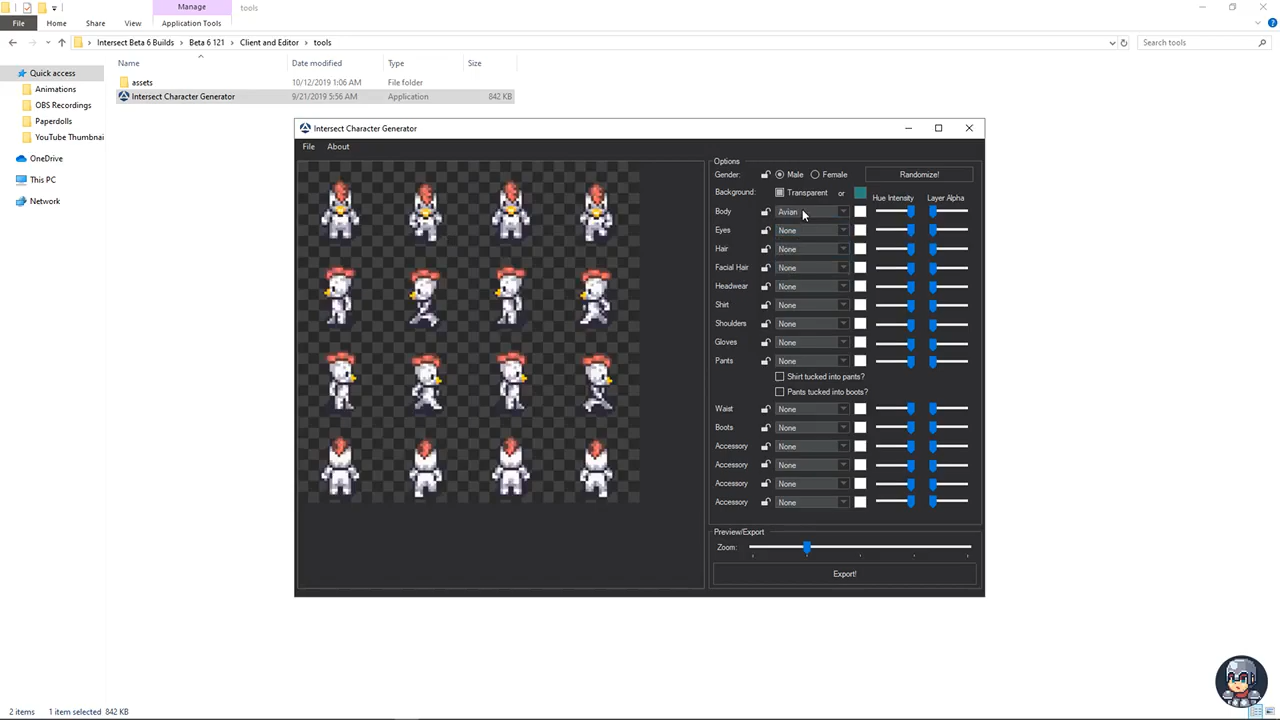 Manage
tools
File
Home
Share
View
Application Tools
Intersect Beta 6 Builds
Beta 6 121
Client and Editor
tools
Search tools
Name
Date modified
Type
Size
Quick access
Animations
OBS Recordings
Paperdolls
YouTube Thumbnai
OneDrive
This PC
Network
assets
10/12/2019 1:06 AM
File folder
Intersect Character Generator
9/21/2019 5:56 AM
Application
842 KB
Intersect Character Generator
File
About
Options
Gender:
Male
Female
Randomize!
Background:
Transparent
or
Hue Intensity
Layer Alpha
Body
Avian
Eyes
None
Hair
None
Facial Hair
None
Headwear
None
Shirt
None
Shoulders
None
Gloves
None
Pants
None
Shirt tucked into pants?
Pants tucked into boots?
Waist
None
Boots
None
Accessory
None
Accessory
None
Accessory
None
Accessory
None
Preview/Export
Zoom:
Export!
2 items
1 item selected 842 KB